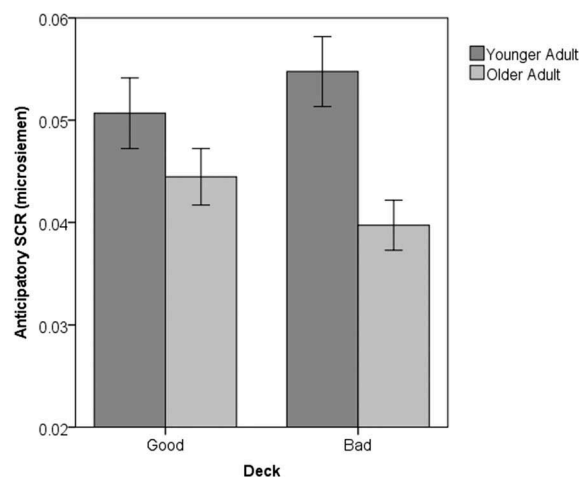 0.06
0.05
0.04
0.03
0.02
Anticipatory SCR (microsiemen)
Good
Bad
Deck
Younger Adult
Older Adult